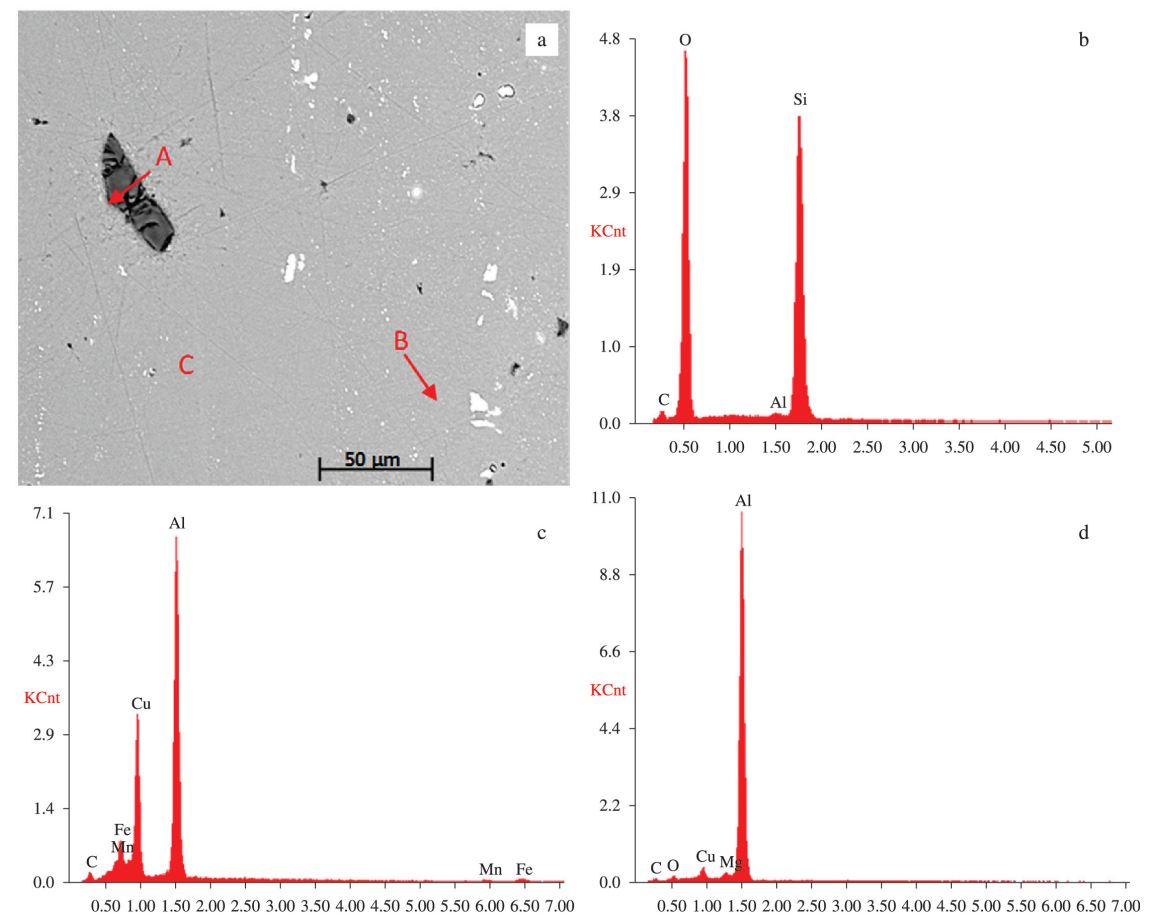 a
A
B
C
50 µm
b
4.8
3.8
2.9
KCnt
1.9
1.0
0.0
O
Si
C
Al
0.50 1.00 1.50 2.00 2.50 3.00 3.50 4.00 4.50 5.00
c
7.1
5.7
4.3
KCnt
2.9
1.4
0.0
Al
Cu
Fe
Mn
C
Mn Fe
0.50 1.00 1.50 2.00 2.50 3.00 3.50 4.00 4.50 5.00 5.50 6.00 6.50 7.00
d
11.0
8.8
6.6
KCnt
4.4
2.2
0.0
Al
C O Cu Mg
0.50 1.00 1.50 2.00 2.50 3.00 3.50 4.00 4.50 5.00 5.50 6.00 6.50 7.00